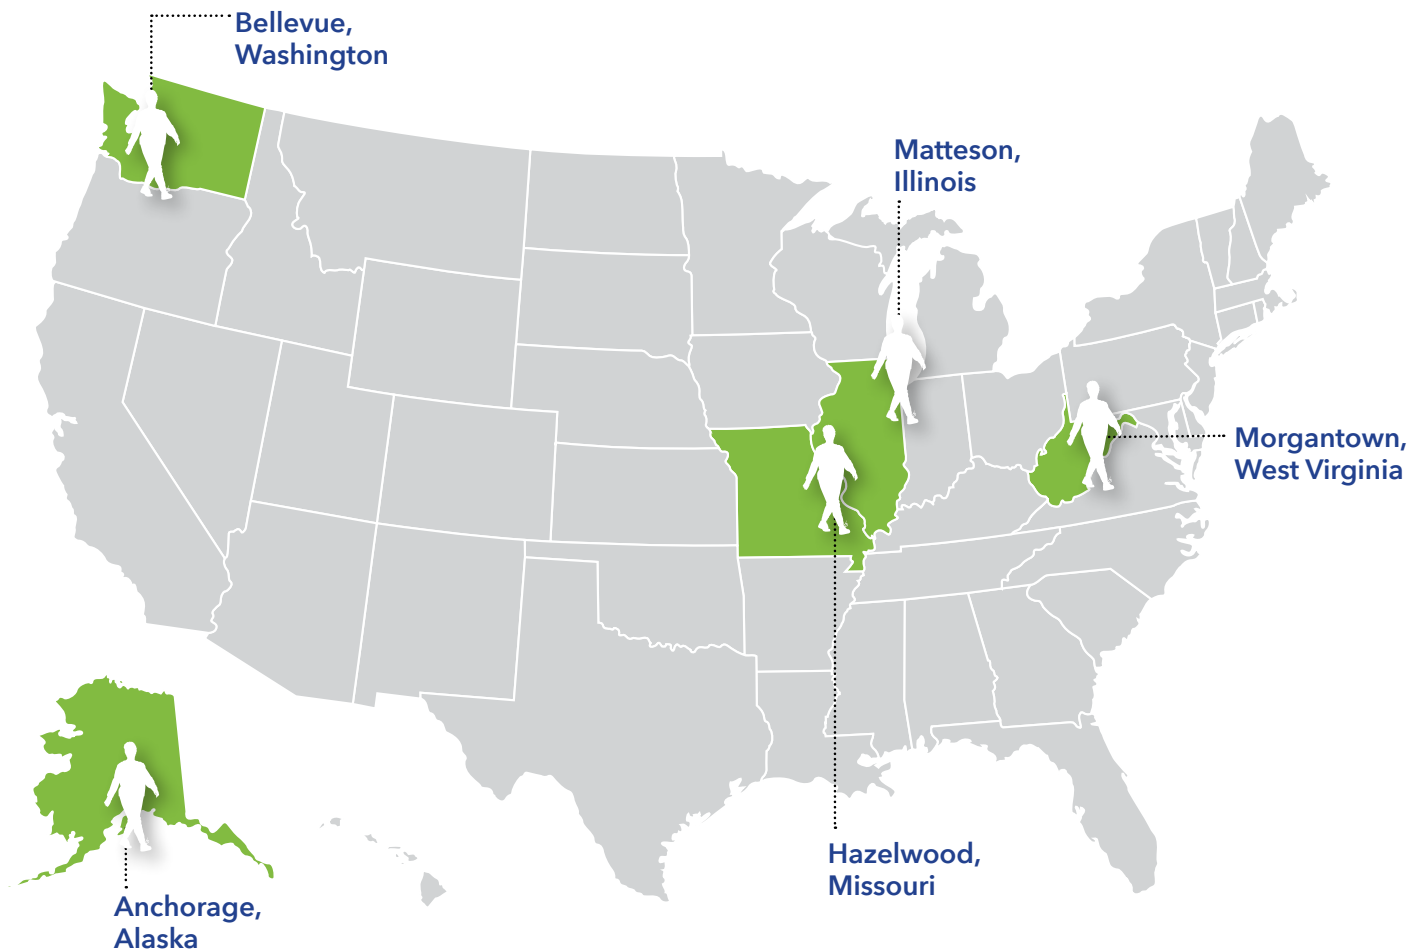 Bellevue,
Washington
Matteson,
Illinois
Morgantown,
West Virginia
Hazelwood,
Missouri
Anchorage,
Alaska